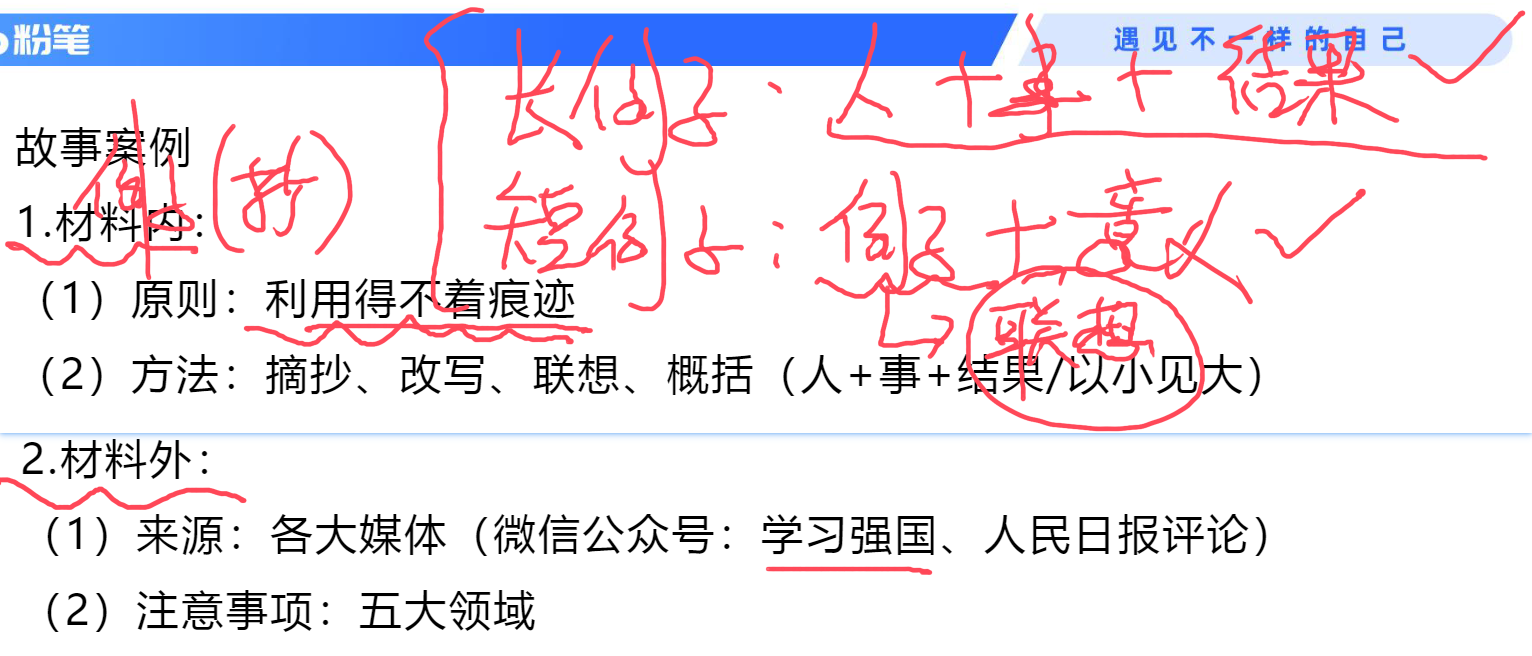 粉笔
遇见不一样的自己
长例子：人+事+结果
故事案例
例子(抄)
短例子：例子+意义
1.材料内：
联想
（1）原则：利用得不着痕迹
（2）方法：摘抄、改写、联想、概括（人+事+结果/以小见大）
2.材料外：
（1）来源：各大媒体（微信公众号：学习强国、人民日报评论）
（2）注意事项：五大领域